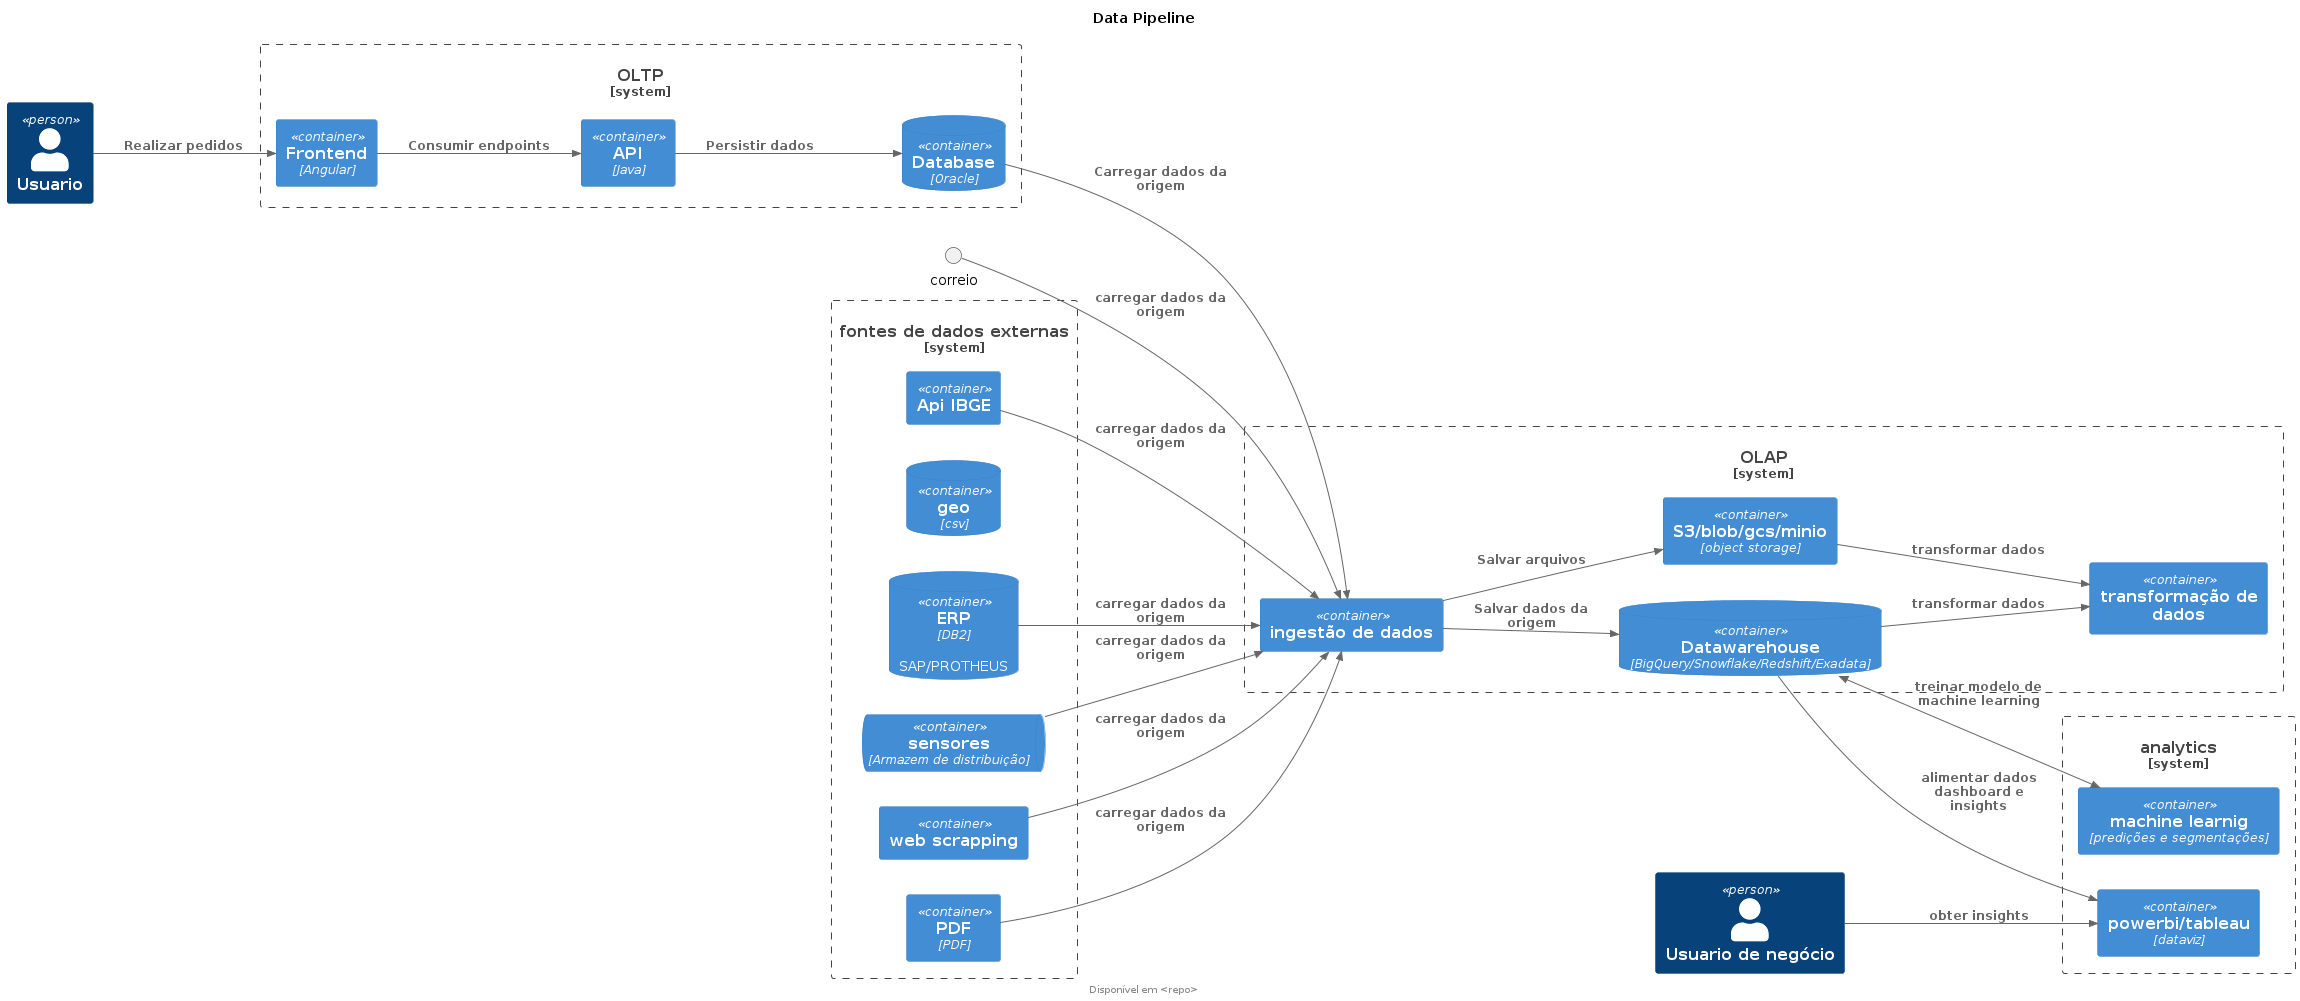 Data Pipeline
OLTP
[system]
«person»
Usuario
Realizar pedidos
«container»
Frontend
[Angular]
Consumir endpoints
«container»
API
[Java]
Persistir dados
«container»
Database
[Oracle]
Carregar dados da
origem
correio
carregar dados da
origem
fontes de dados externas
[system]
«container»
Api IBGE
carregar dados da
origem
«container»
geo
[csv]
«container»
ERP
[DB2]
SAP/PROTHEUS
carregar dados da
origem
carregar dados da
origem
«container»
sensores
[Armazem de distribuição]
carregar dados da
origem
«container»
web scrapping
carregar dados da
origem
«container»
PDF
[PDF]
OLAP
[system]
«container»
ingestão de dados
Salvar arquivos
Salvar dados da
origem
«container»
S3/blob/gcs/minio
[object storage]
«container»
Datawarehouse
[BigQuery/Snowflake/Redshift/Exadata]
transformar dados
transformar dados
«container»
transformação de
dados
treinar modelo de
machine learning
alimentar dados
dashboard e
insights
analytics
[system]
«container»
machine learnig
[predições e segmentações]
«person»
Usuario de negócio
obter insights
«container»
powerbi/tableau
[dataviz]
Disponível em <repo>